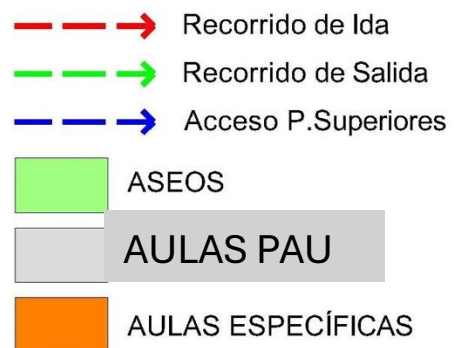 Recorrido de Ida
Recorrido de Salida
Acceso P.Superiores
ASEOS
AULAS PAU
AULAS ESPECÍFICAS